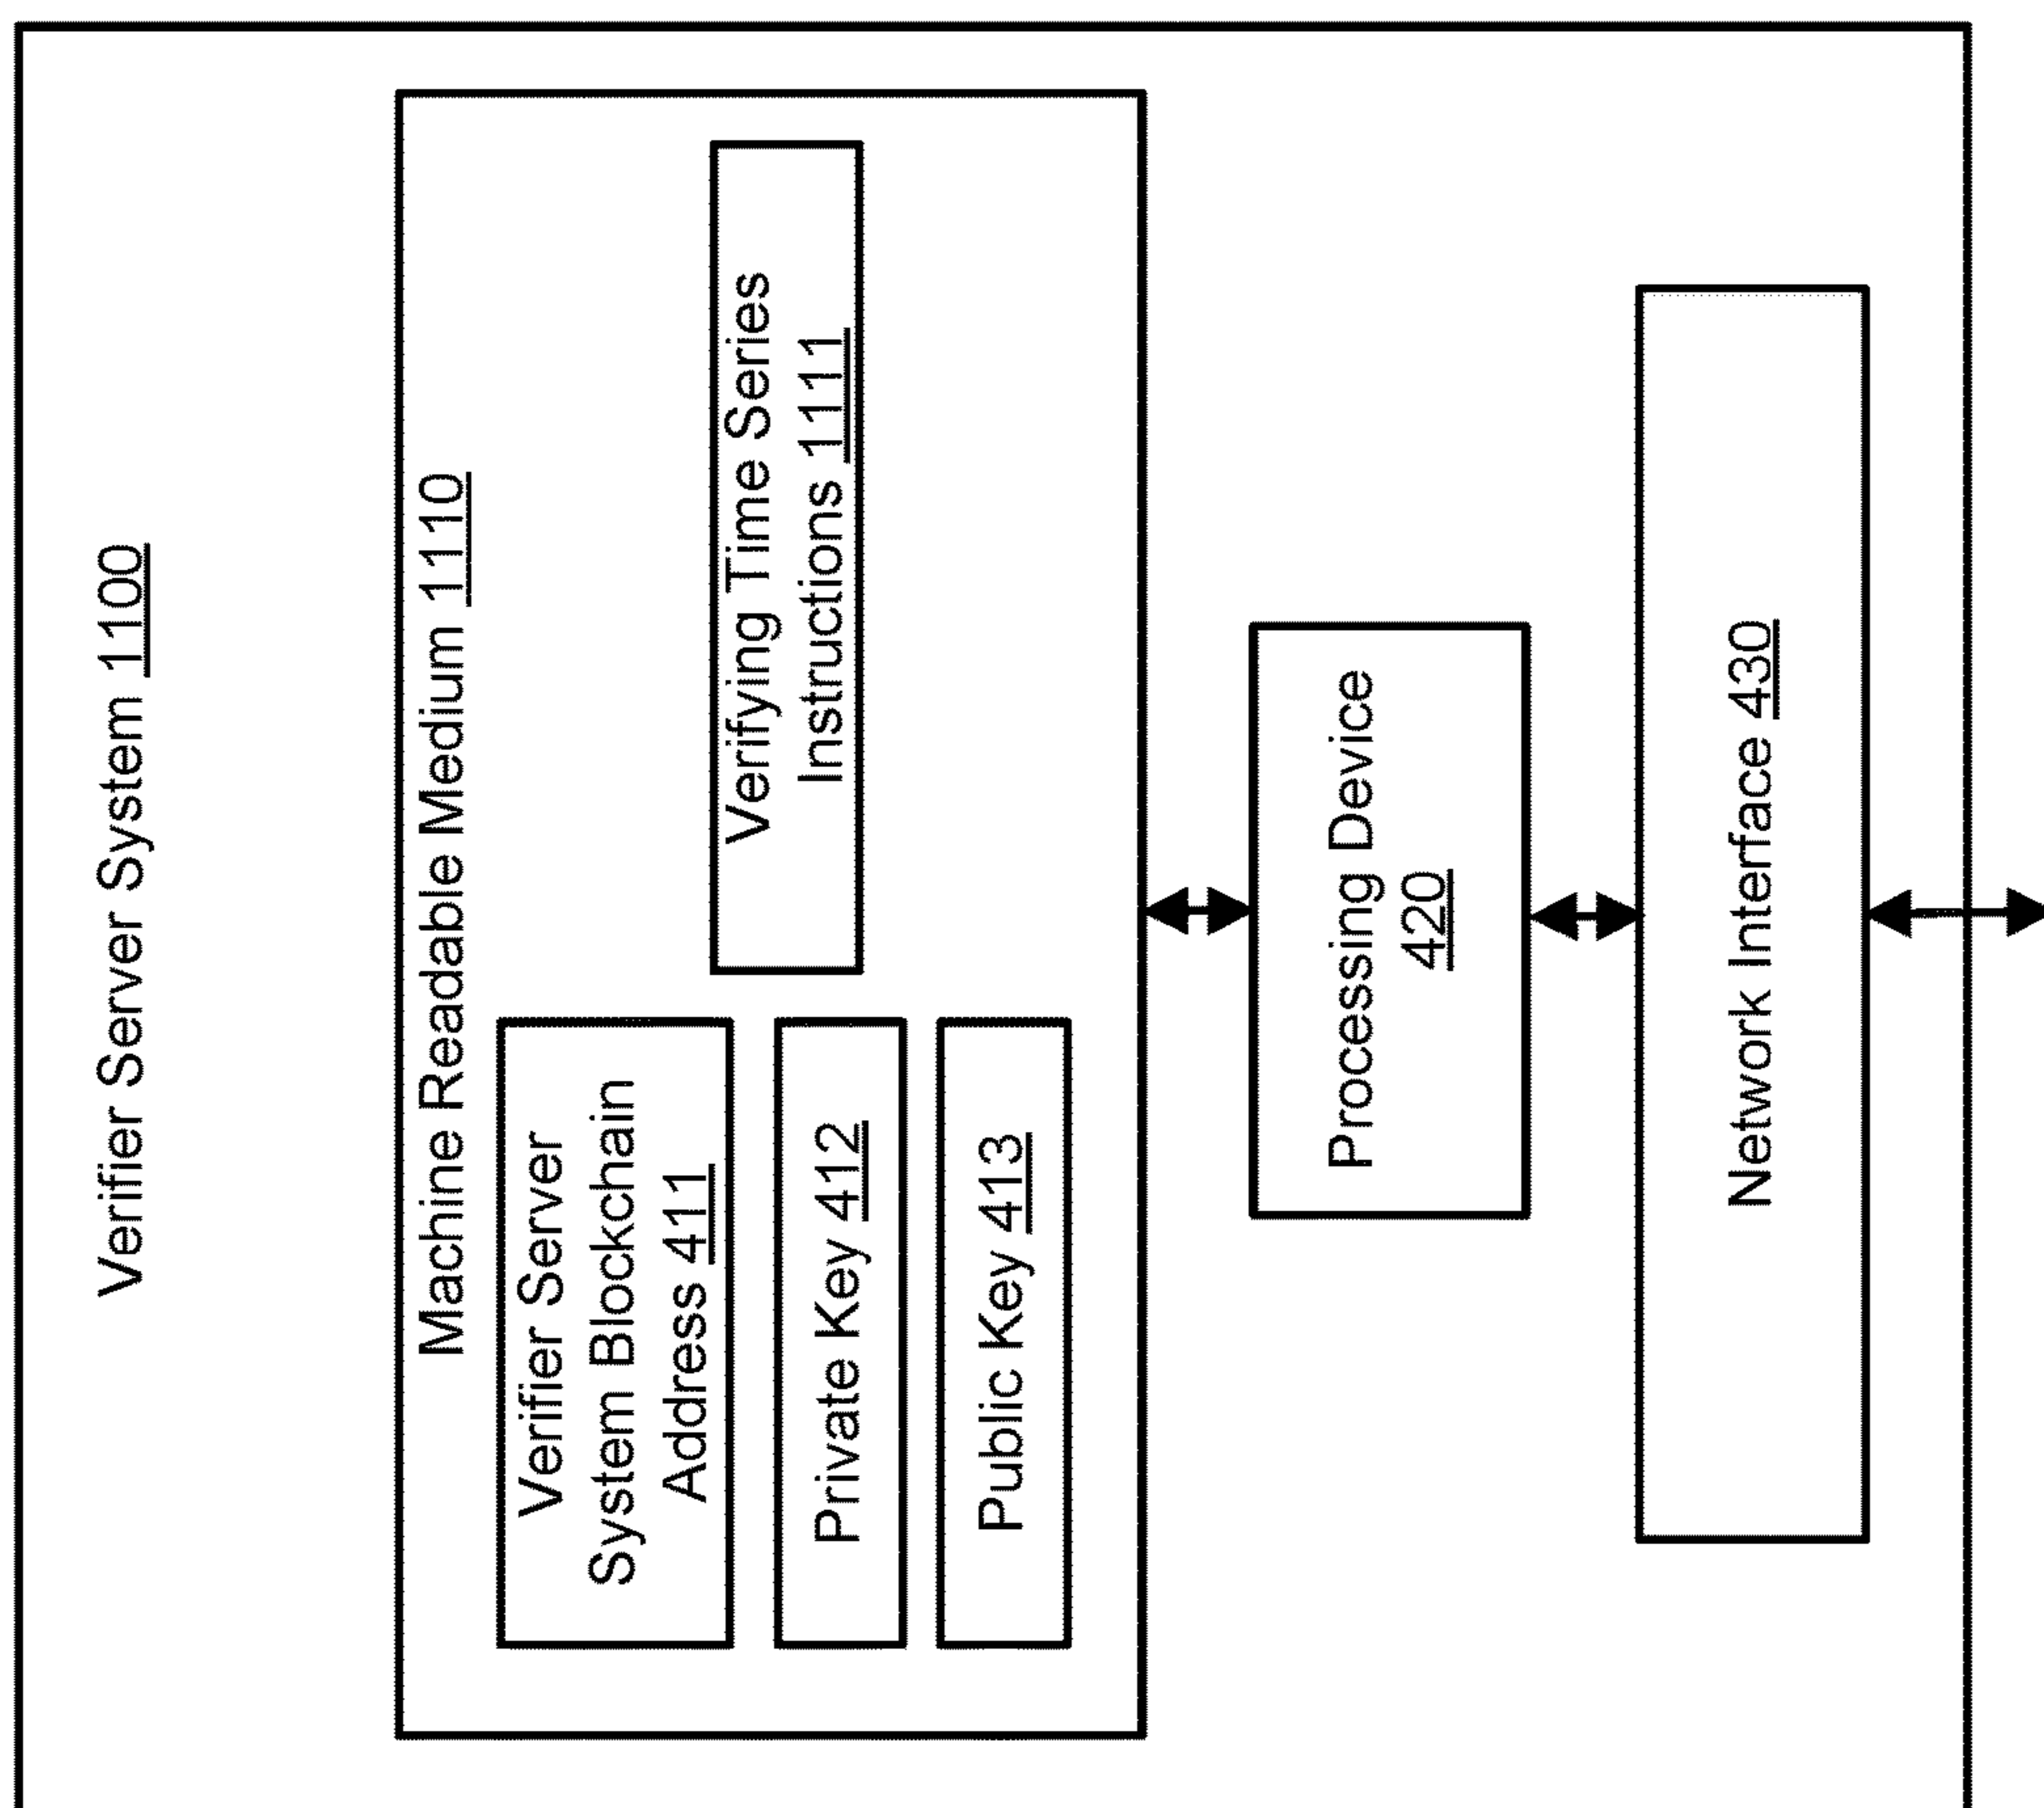 Verifier Server System 1100
Machine Readable Medium 1110
Verifier Server
System Blockchain
Address 411
Private Key 412
Public Key 413
Verifying Time Series
Instructions 1111
Processing Device
420
Network Interface 430